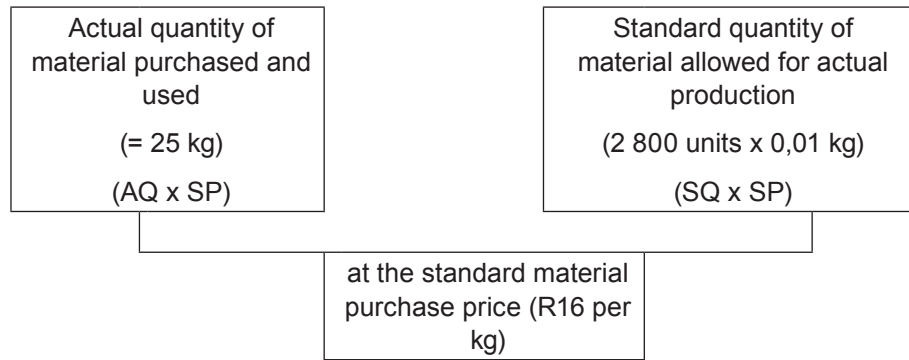 Actual quantity of
material purchased and
used
(= 25 kg)
(AQ x SP)
Standard quantity of
material allowed for actual
production
(2 800 units x 0,01 kg)
(SQ x SP)
at the standard material
purchase price (R16 per
kg)